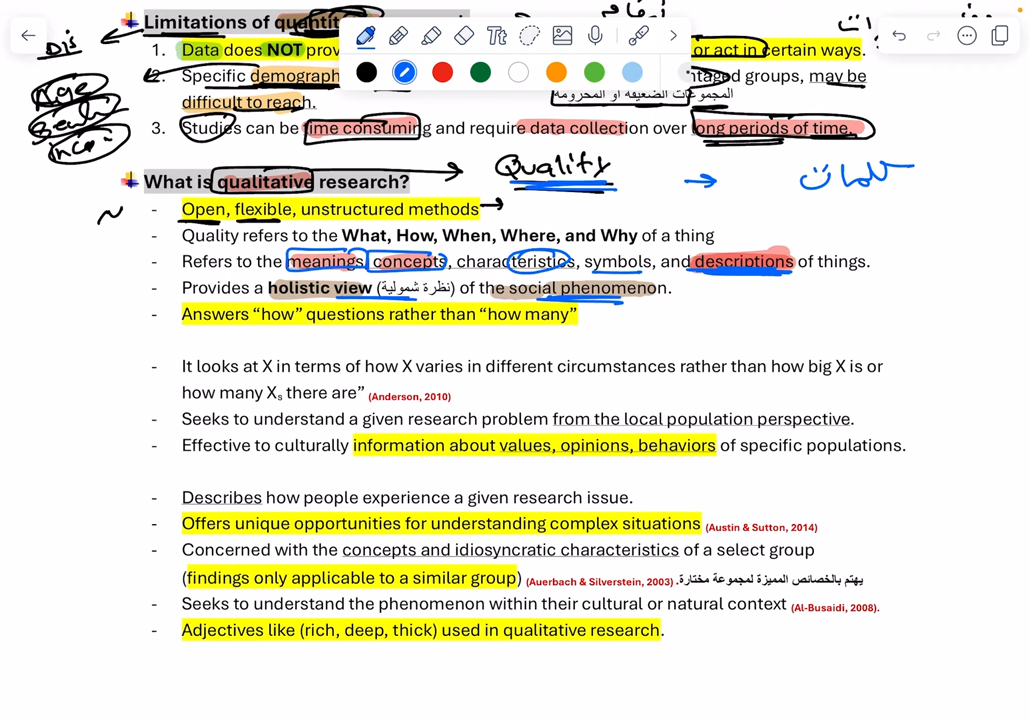 أرقام
Limitations of quantit
Dis
1. Data does NOT prov or act in certain ways.
2. Specific demograph taged groups, may be
Age
difficult to reach. المجموعات الضعيفة او المحرومة
3. Studies can be time consuming and require data collection over long periods of time.
What is qualitative research? Quality كلمات
- Open, flexible, unstructured methods
- Quality refers to the What, How, When, Where, and Why of a thing
- Refers to the meanings, concepts, characteristics, symbols, and descriptions of things.
- Provides a holistic view (نظرة شمولية) of the social phenomenon.
- Answers “how” questions rather than “how many”
- It looks at X in terms of how X varies in different circumstances rather than how big X is or
how many Xs there are” (Anderson, 2010)
- Seeks to understand a given research problem from the local population perspective.
- Effective to culturally information about values, opinions, behaviors of specific populations.
- Describes how people experience a given research issue.
- Offers unique opportunities for understanding complex situations (Austin & Sutton, 2014)
- Concerned with the concepts and idiosyncratic characteristics of a select group
(findings only applicable to a similar group) (Auerbach & Silverstein, 2003) .يهتم بالخصائص المميزة لمجموعة مختارة
- Seeks to understand the phenomenon within their cultural or natural context (Al-Busaidi, 2008).
- Adjectives like (rich, deep, thick) used in qualitative research.